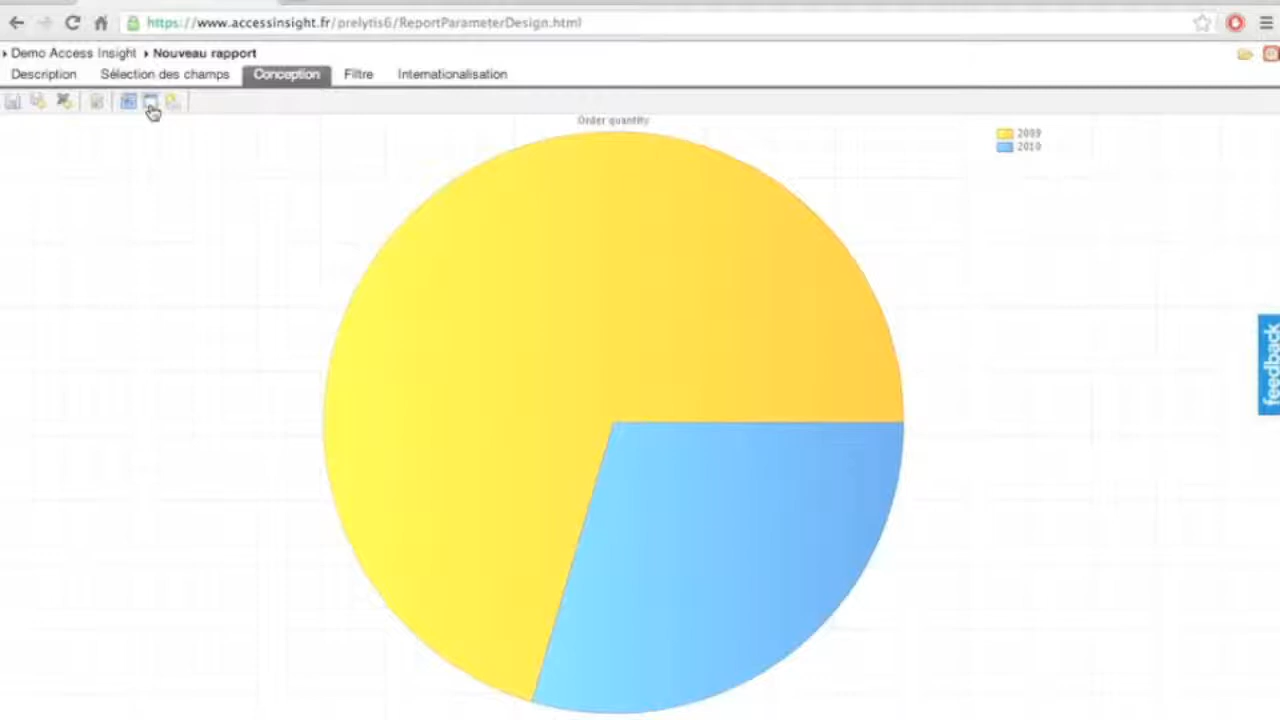 https://www.accessinsight.fr/prelytis6/ReportParameterDesign.html
Demo Access Insight Nouveau rapport
Description Sélection des champs Conception Filtre Internationalisation
Order quantity
2009
2010
feedback